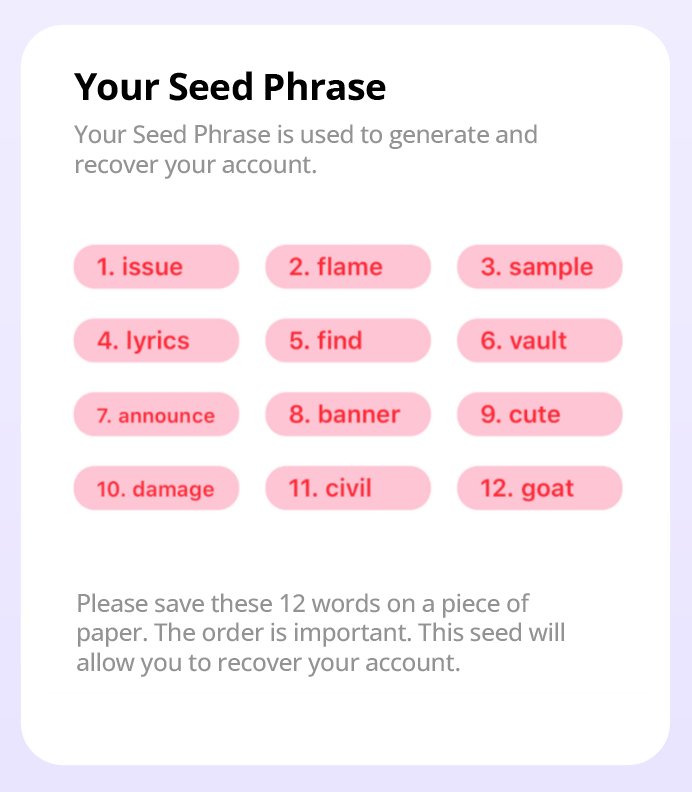 Your Seed Phrase
Your Seed Phrase is used to generate and
recover your account.
1. issue 2. flame 3. sample
4. lyrics 5. find 6. vault
7. announce 8. banner 9. cute
10. damage 11. civil 12. goat
Please save these 12 words on a piece of
paper. The order is important. This seed will
allow you to recover your account.